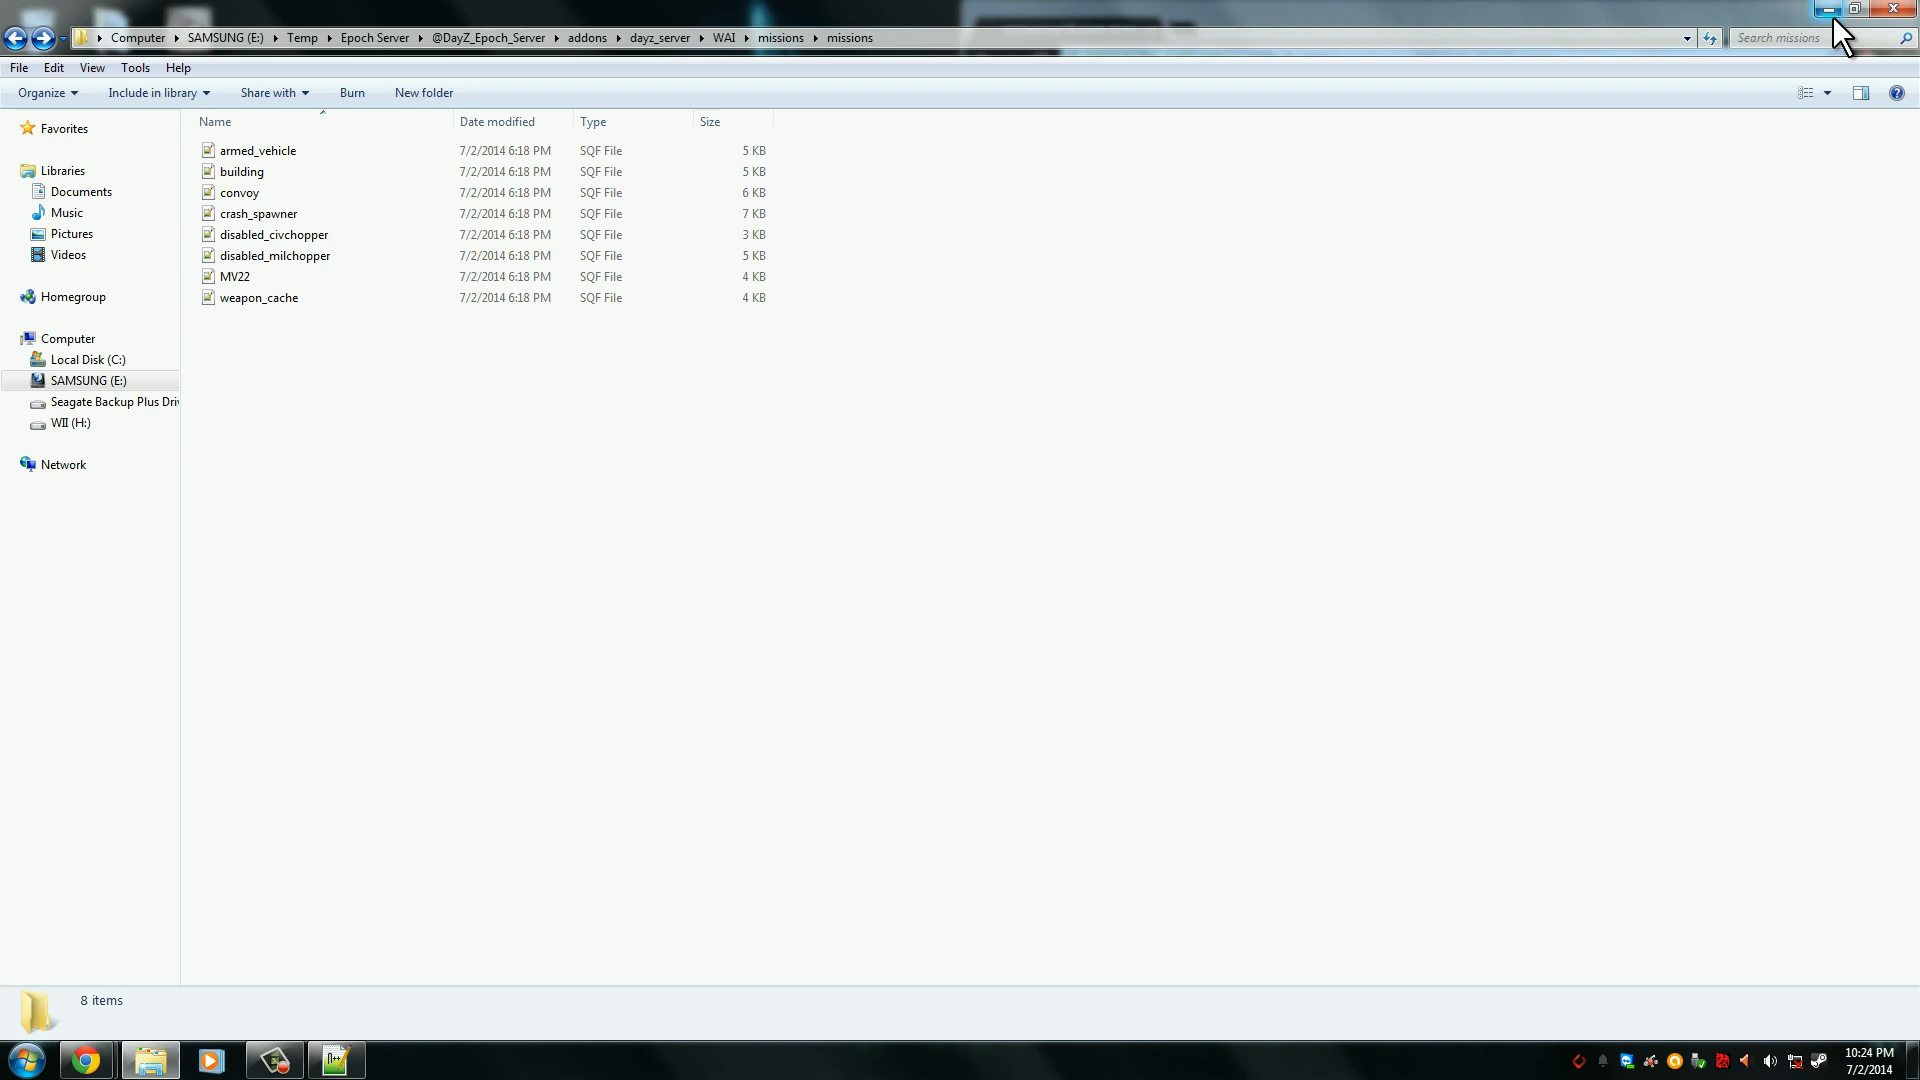 Computer SAMSUNG (E:) Temp Epoch Server @DayZ_Epoch_Server addons dayz_server WAI missions missions
Search missions
File Edit View Tools Help
Organize Include in library Share with Burn New folder
Name Date modified Type Size
armed_vehicle 7/2/2014 6:18 PM SQF File 5 KB
building 7/2/2014 6:18 PM SQF File 5 KB
convoy 7/2/2014 6:18 PM SQF File 6 KB
crash_spawner 7/2/2014 6:18 PM SQF File 7 KB
disabled_civchopper 7/2/2014 6:18 PM SQF File 3 KB
disabled_milchopper 7/2/2014 6:18 PM SQF File 5 KB
MV22 7/2/2014 6:18 PM SQF File 4 KB
weapon_cache 7/2/2014 6:18 PM SQF File 4 KB
Favorites
Libraries
Documents
Music
Pictures
Videos
Homegroup
Computer
Local Disk (C:)
SAMSUNG (E:)
Seagate Backup Plus Driv
WII (H:)
Network
8 items
10:24 PM
7/2/2014